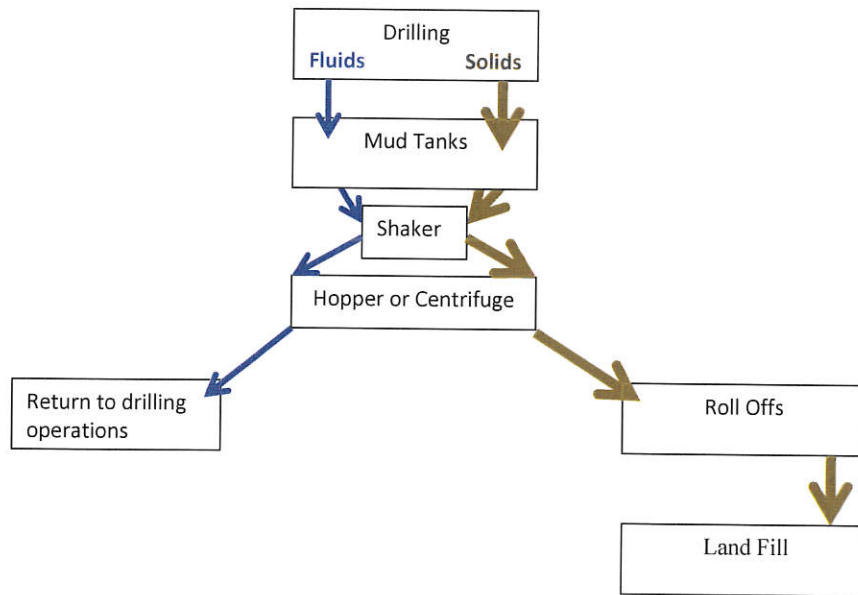 Drilling
Fluids Solids
Mud Tanks
Shaker
Hopper or Centrifuge
Return to drilling
operations
Roll Offs
Land Fill